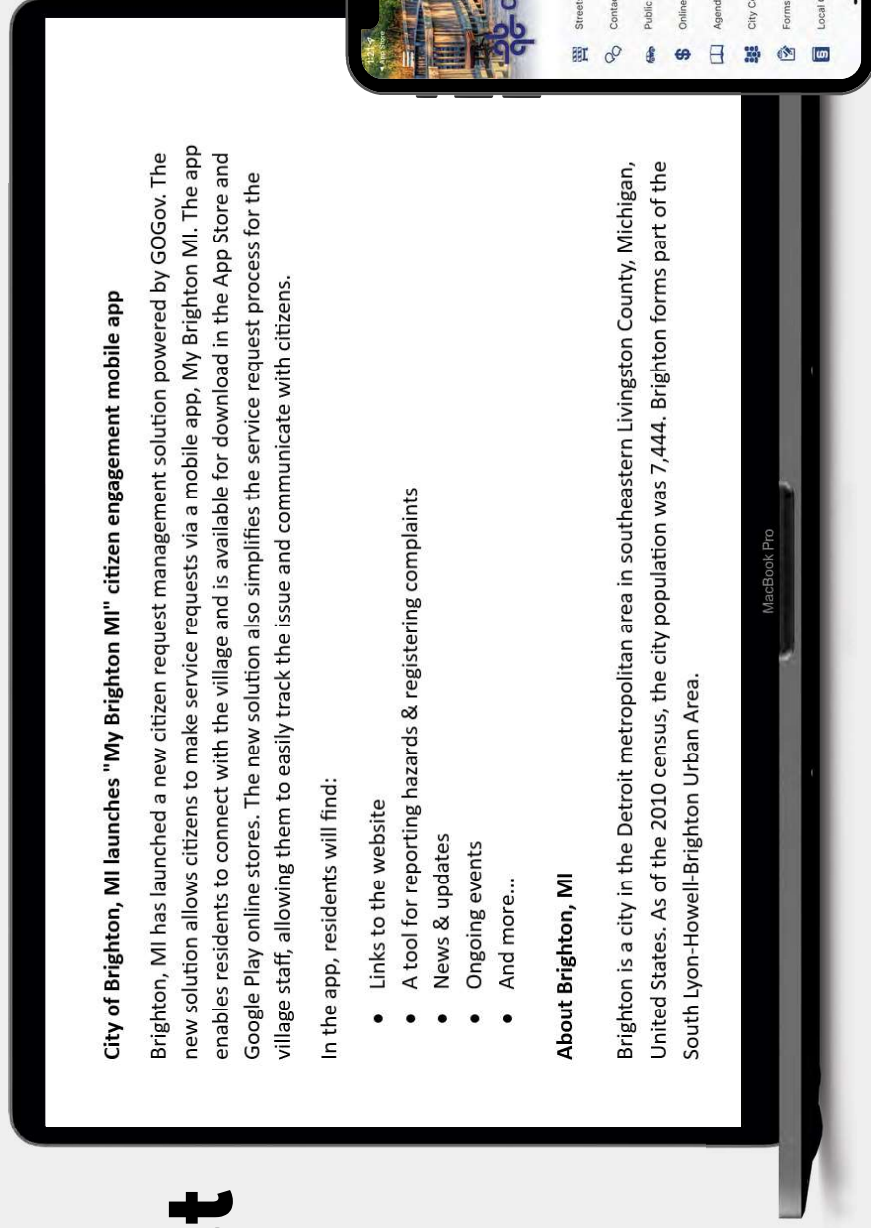 City of Brighton, MI launches "My Brighton MI" citizen engagement mobile app
Brighton, MI has launched a new citizen request management solution powered by GOGov. The
new solution allows citizens to make service requests via a mobile app, My Brighton MI. The app
enables residents to connect with the village and is available for download in the App Store and
Google Play online stores. The new solution also simplifies the service request process for the
village staff, allowing them to easily track the issue and communicate with citizens.
In the app, residents will find:
• Links to the website
• A tool for reporting hazards & registering complaints
• News & updates
• Ongoing events
• And more...
About Brighton, MI
Brighton is a city in the Detroit metropolitan area in southeastern Livingston County, Michigan,
United States. As of the 2010 census, the city population was 7,444. Brighton forms part of the
South Lyon-Howell-Brighton Urban Area.
MacBook Pro
t
1:21
App Store
Streets
Conta
Public
Online
Agend
City C
Forms
Local